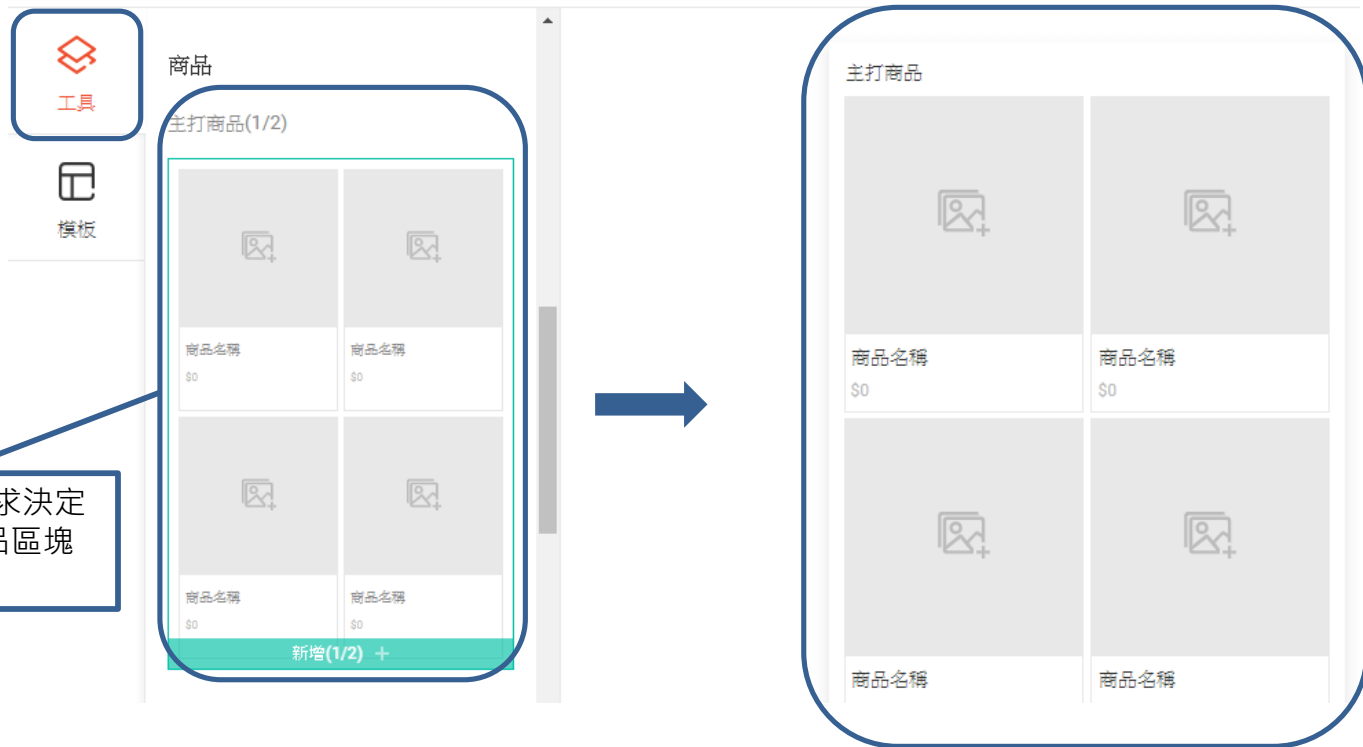 工具
模板
商品
主打商品(1/2)
商品名稱
商品名稱
$0
$0
商品名稱
商品名稱
$0
$0
新增(1/2) +
求決定
品區塊
主打商品
商品名稱
商品名稱
$0
$0
商品名稱
商品名稱